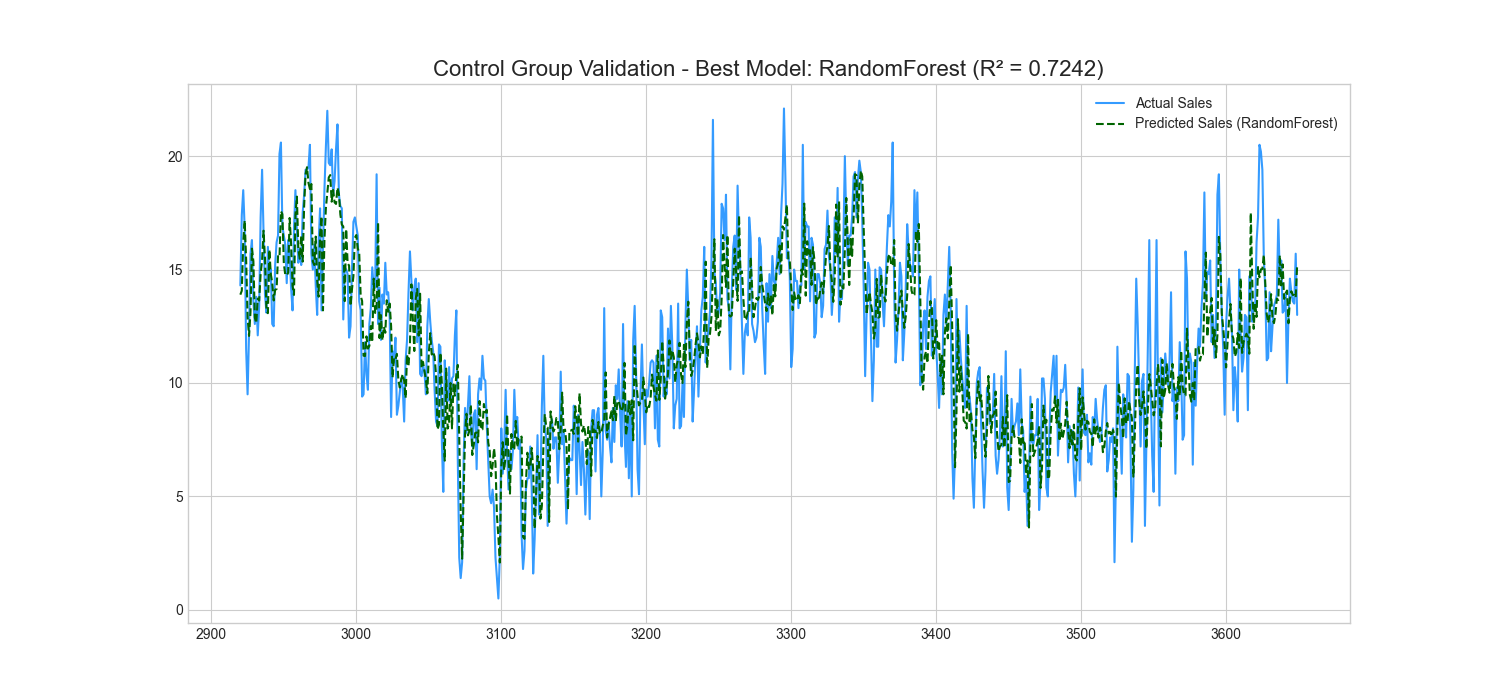 Control Group Validation - Best Model: RandomForest (R² = 0.7242)
Actual Sales
Predicted Sales (RandomForest)
20
15
10
5
0
2900 3000 3100 3200 3300 3400 3500 3600